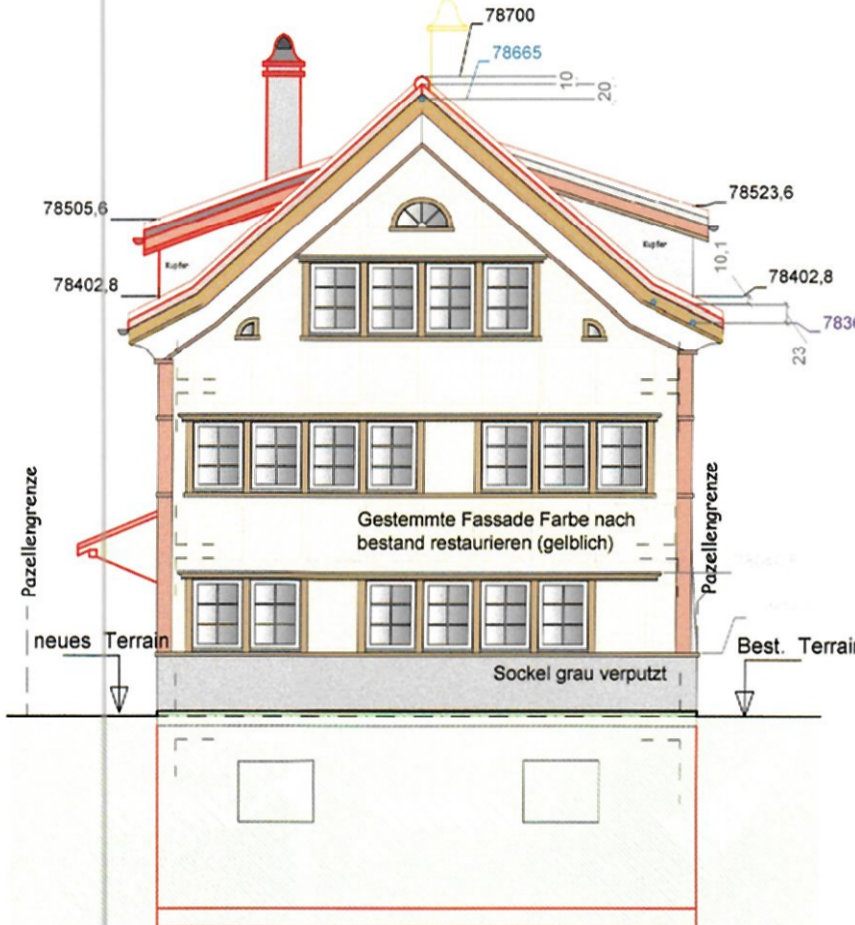 78700
78665
10
20
78505,6
78523,6
Kupfer
Kupfer
10,1
78402,8
78402,8
23
Pazellengrenze
Pazellengrenze
Gestemmte Fassade Farbe nach
bestand restaurieren (gelblich)
neues Terrain
Best. Terrain
Sockel grau verputzt